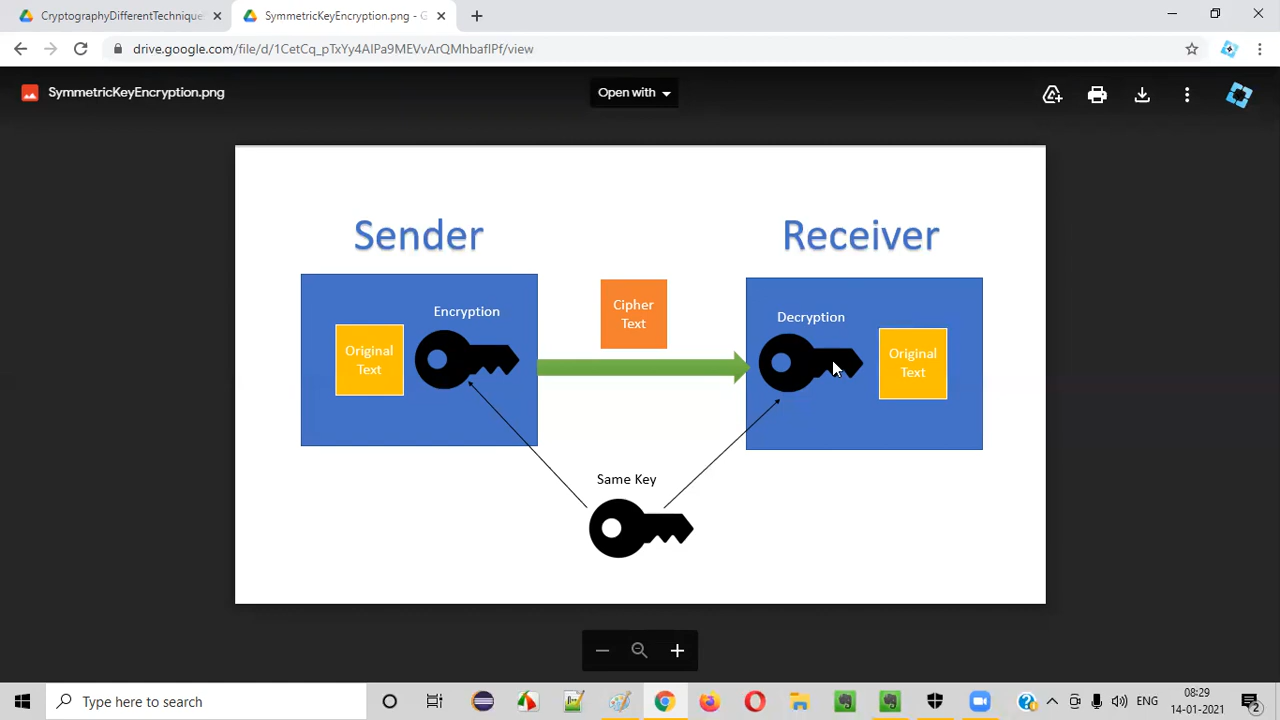 CryptographyDifferentTechnique
SymmetricKeyEncryption.png - G
drive.google.com/file/d/1CetCq_pTxYy4AlPa9MEVvArQMhbafIPf/view
SymmetricKeyEncryption.png
Open with
Sender
Receiver
Encryption
Original
Text
Cipher
Text
Decryption
Original
Text
Same Key
Type here to search
ENG
08:29
14-01-2021
2